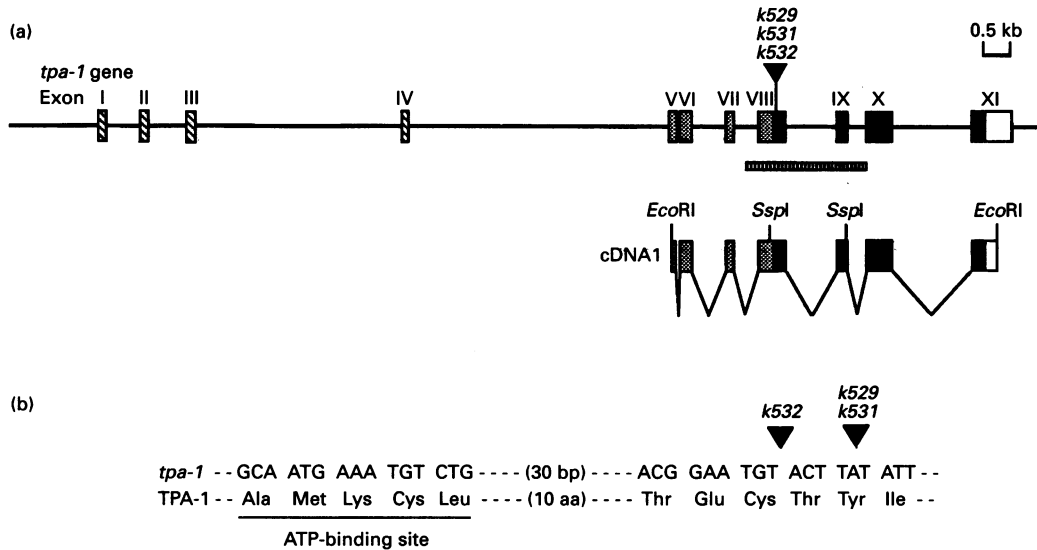 (a)
k529
k531
k532
0.5 kb
tpa-1 gene
Exon I II III IV V VI VII VIII IX X XI
EcoRI SspI SspI EcoRI
cDNA1
(b)
k532
k529
k531
tpa-1 -- GCA ATG AAA TGT CTG ---- (30 bp) ---- ACG GAA TGT ACT TAT ATT --
TPA-1 -- Ala Met Lys Cys Leu ---- (10 aa) ---- Thr Glu Cys Thr Tyr Ile --
ATP-binding site